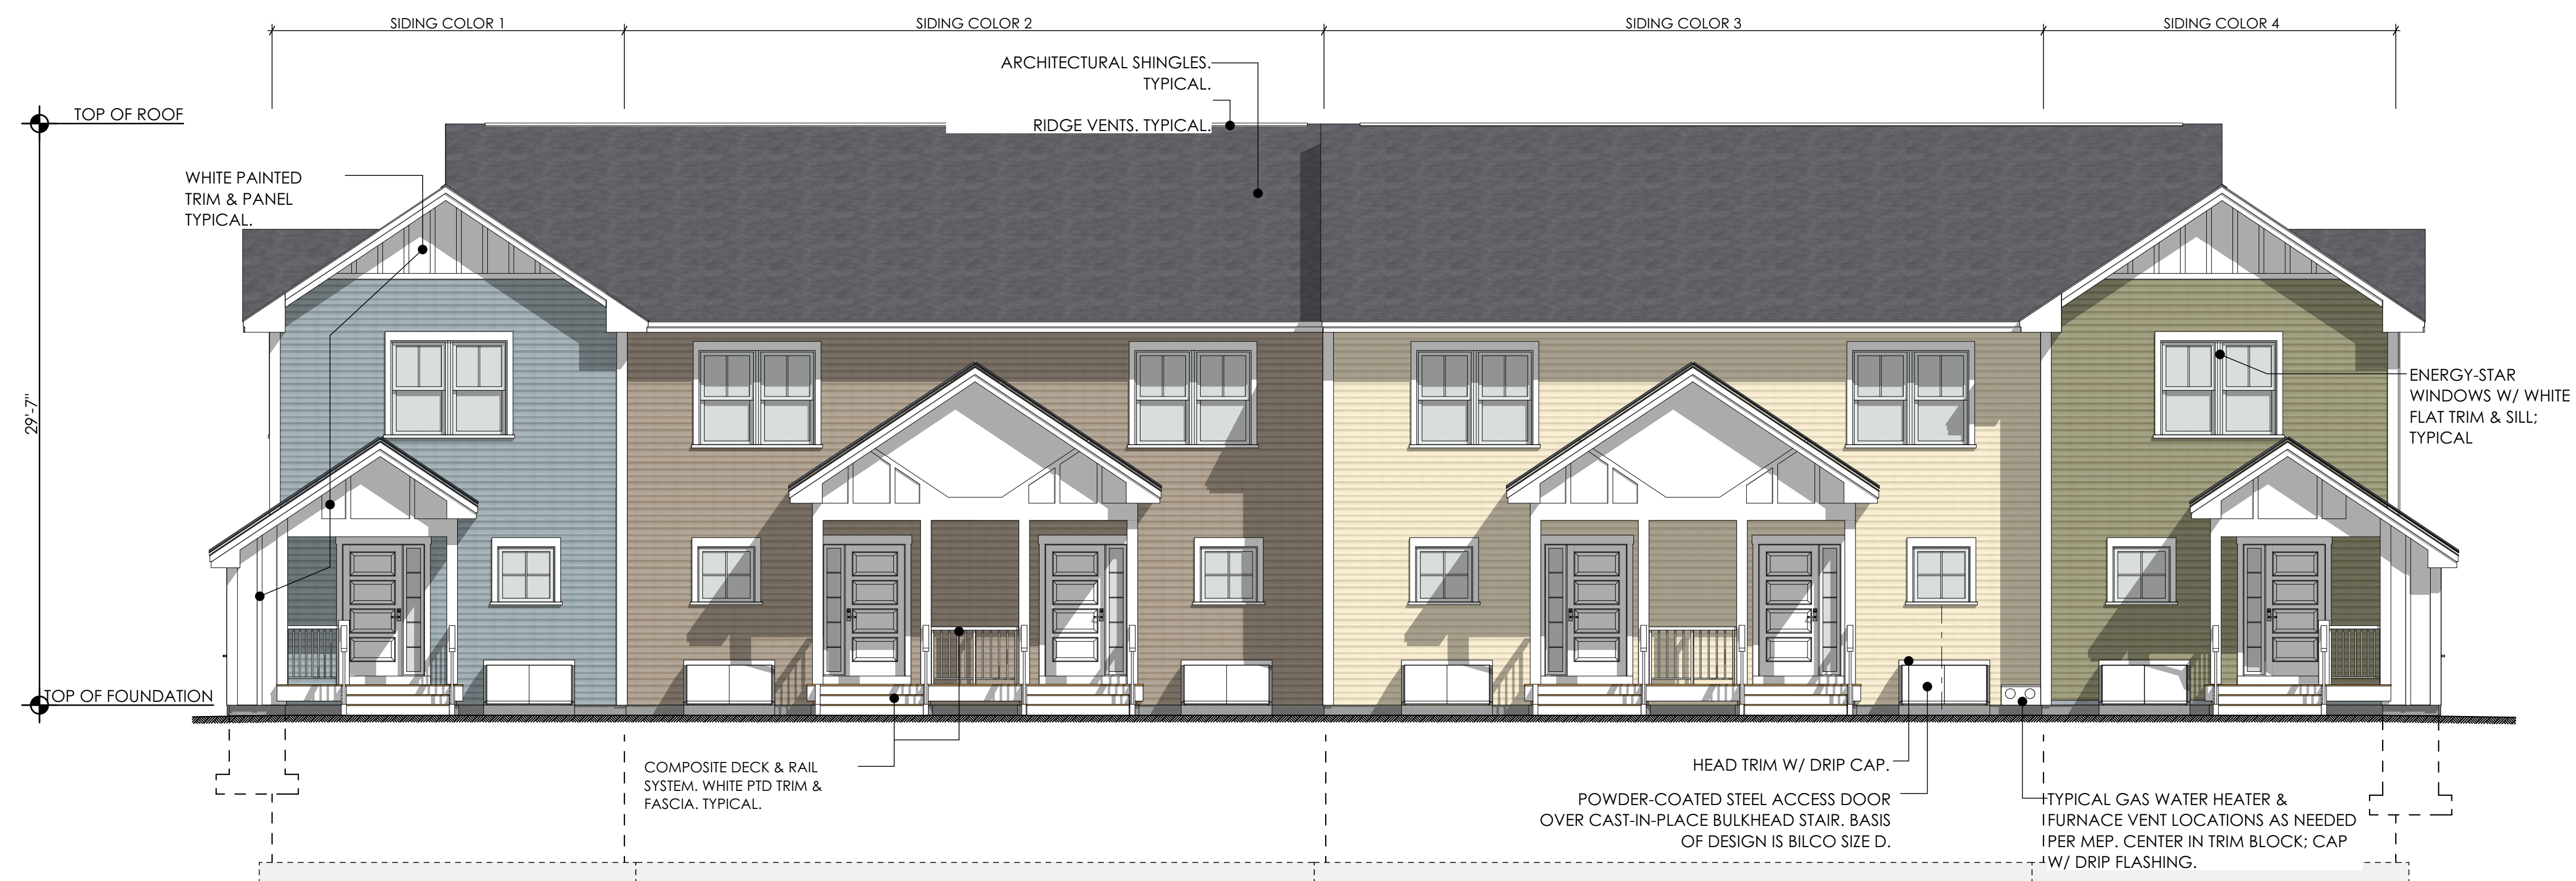 SIDING COLOR 1
SIDING COLOR 2
SIDING COLOR 3
SIDING COLOR 4
ARCHITECTURAL SHINGLES.
TYPICAL.
RIDGE VENTS. TYPICAL.
TOP OF ROOF
WHITE PAINTED
TRIM & PANEL
TYPICAL.
29'-7"
ENERGY-STAR
WINDOWS W/ WHITE
FLAT TRIM & SILL;
TYPICAL
TOP OF FOUNDATION
COMPOSITE DECK & RAIL
SYSTEM. WHITE PTD TRIM &
FASCIA. TYPICAL.
HEAD TRIM W/ DRIP CAP.
POWDER-COATED STEEL ACCESS DOOR
OVER CAST-IN-PLACE BULKHEAD STAIR. BASIS
OF DESIGN IS BILCO SIZE D.
TYPICAL GAS WATER HEATER &
FURNACE VENT LOCATIONS AS NEEDED
PER MEP. CENTER IN TRIM BLOCK; CAP
W/ DRIP FLASHING.